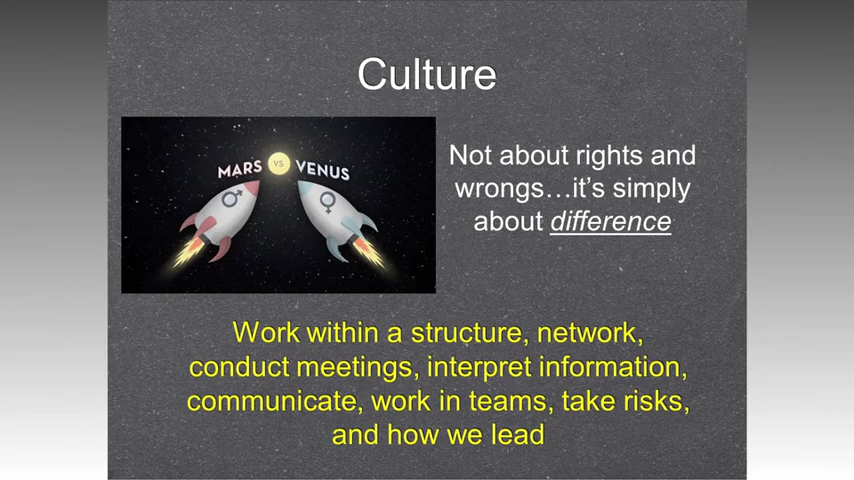 Culture
MARS VS VENUS
Not about rights and
wrongs…it’s simply
about difference
Work within a structure, network,
conduct meetings, interpret information,
communicate, work in teams, take risks,
and how we lead